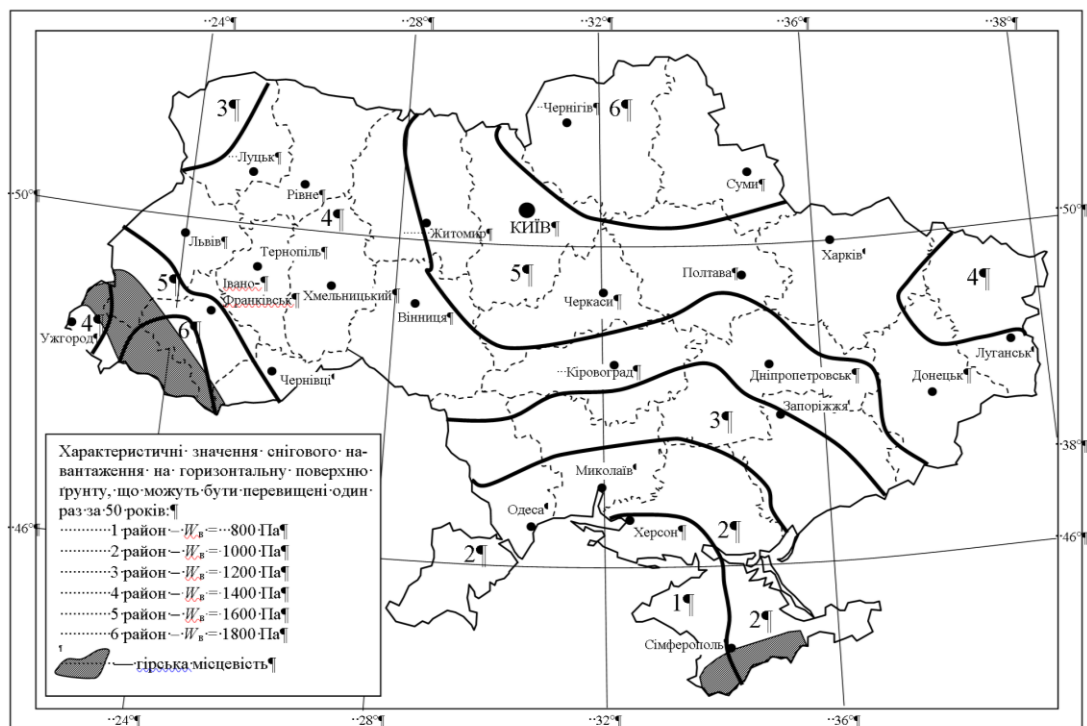 ··24°¶ ··28°¶ ··32°¶ ··36°¶ ··38°¶
3¶
··Чернігів¶ 6¶
···Луцьк¶
Рівне¶
Суми¶
··50°¶
··50°¶
4¶
Львів¶
··Житомир¶
КИЇВ¶
Харків¶
Тернопіль¶
5¶
Івано-¶
Франківськ¶
Хмельницький¶
5¶
Полтава¶
4¶
Черкаси¶
Вінниця¶
4¶
6¶
Ужгород¶
Луганськ¶
Чернівці¶
··Кіровоград¶
Дніпропетровськ¶
Донецьк¶
3¶
Запоріжжя¶
··38°¶
Характеристичні значення· снігового· на-
вантаження· на· горизонтальну· поверхню·
ґрунту,·що·можуть·бути·перевищені·один·
раз·за·50·років:¶
1·район·–·Wв·=···800·Па¶
2·район·–·Wв·=·1000·Па¶
3·район·–·Wв·=·1200·Па¶
4·район·–·Wв·=·1400·Па¶
5·район·–·Wв·=·1600·Па¶
6·район·–·Wв·=·1800·Па¶
¶
— гірська·місцевість¶
Миколаїв¶
Одеса¶
Херсон¶
2¶
··46°¶
··46°¶
2¶
1¶
2¶
Сімферополь¶
··24°¶ ··28°¶ ··32°¶ ··36°¶